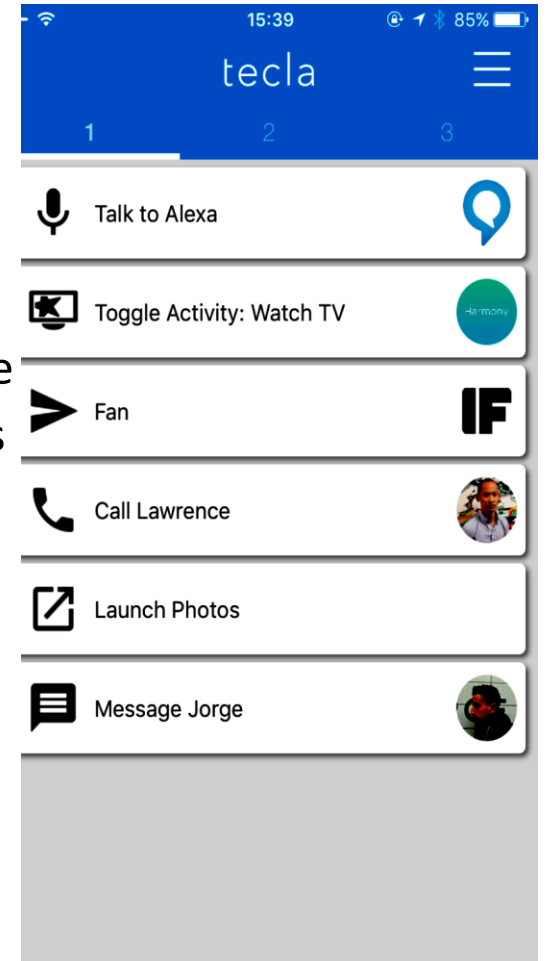 15:39 85%
tecla
1 2 3
Talk to Alexa
Toggle Activity: Watch TV
Harmony
e
Fan
IF
s
Call Lawrence
Launch Photos
Message Jorge